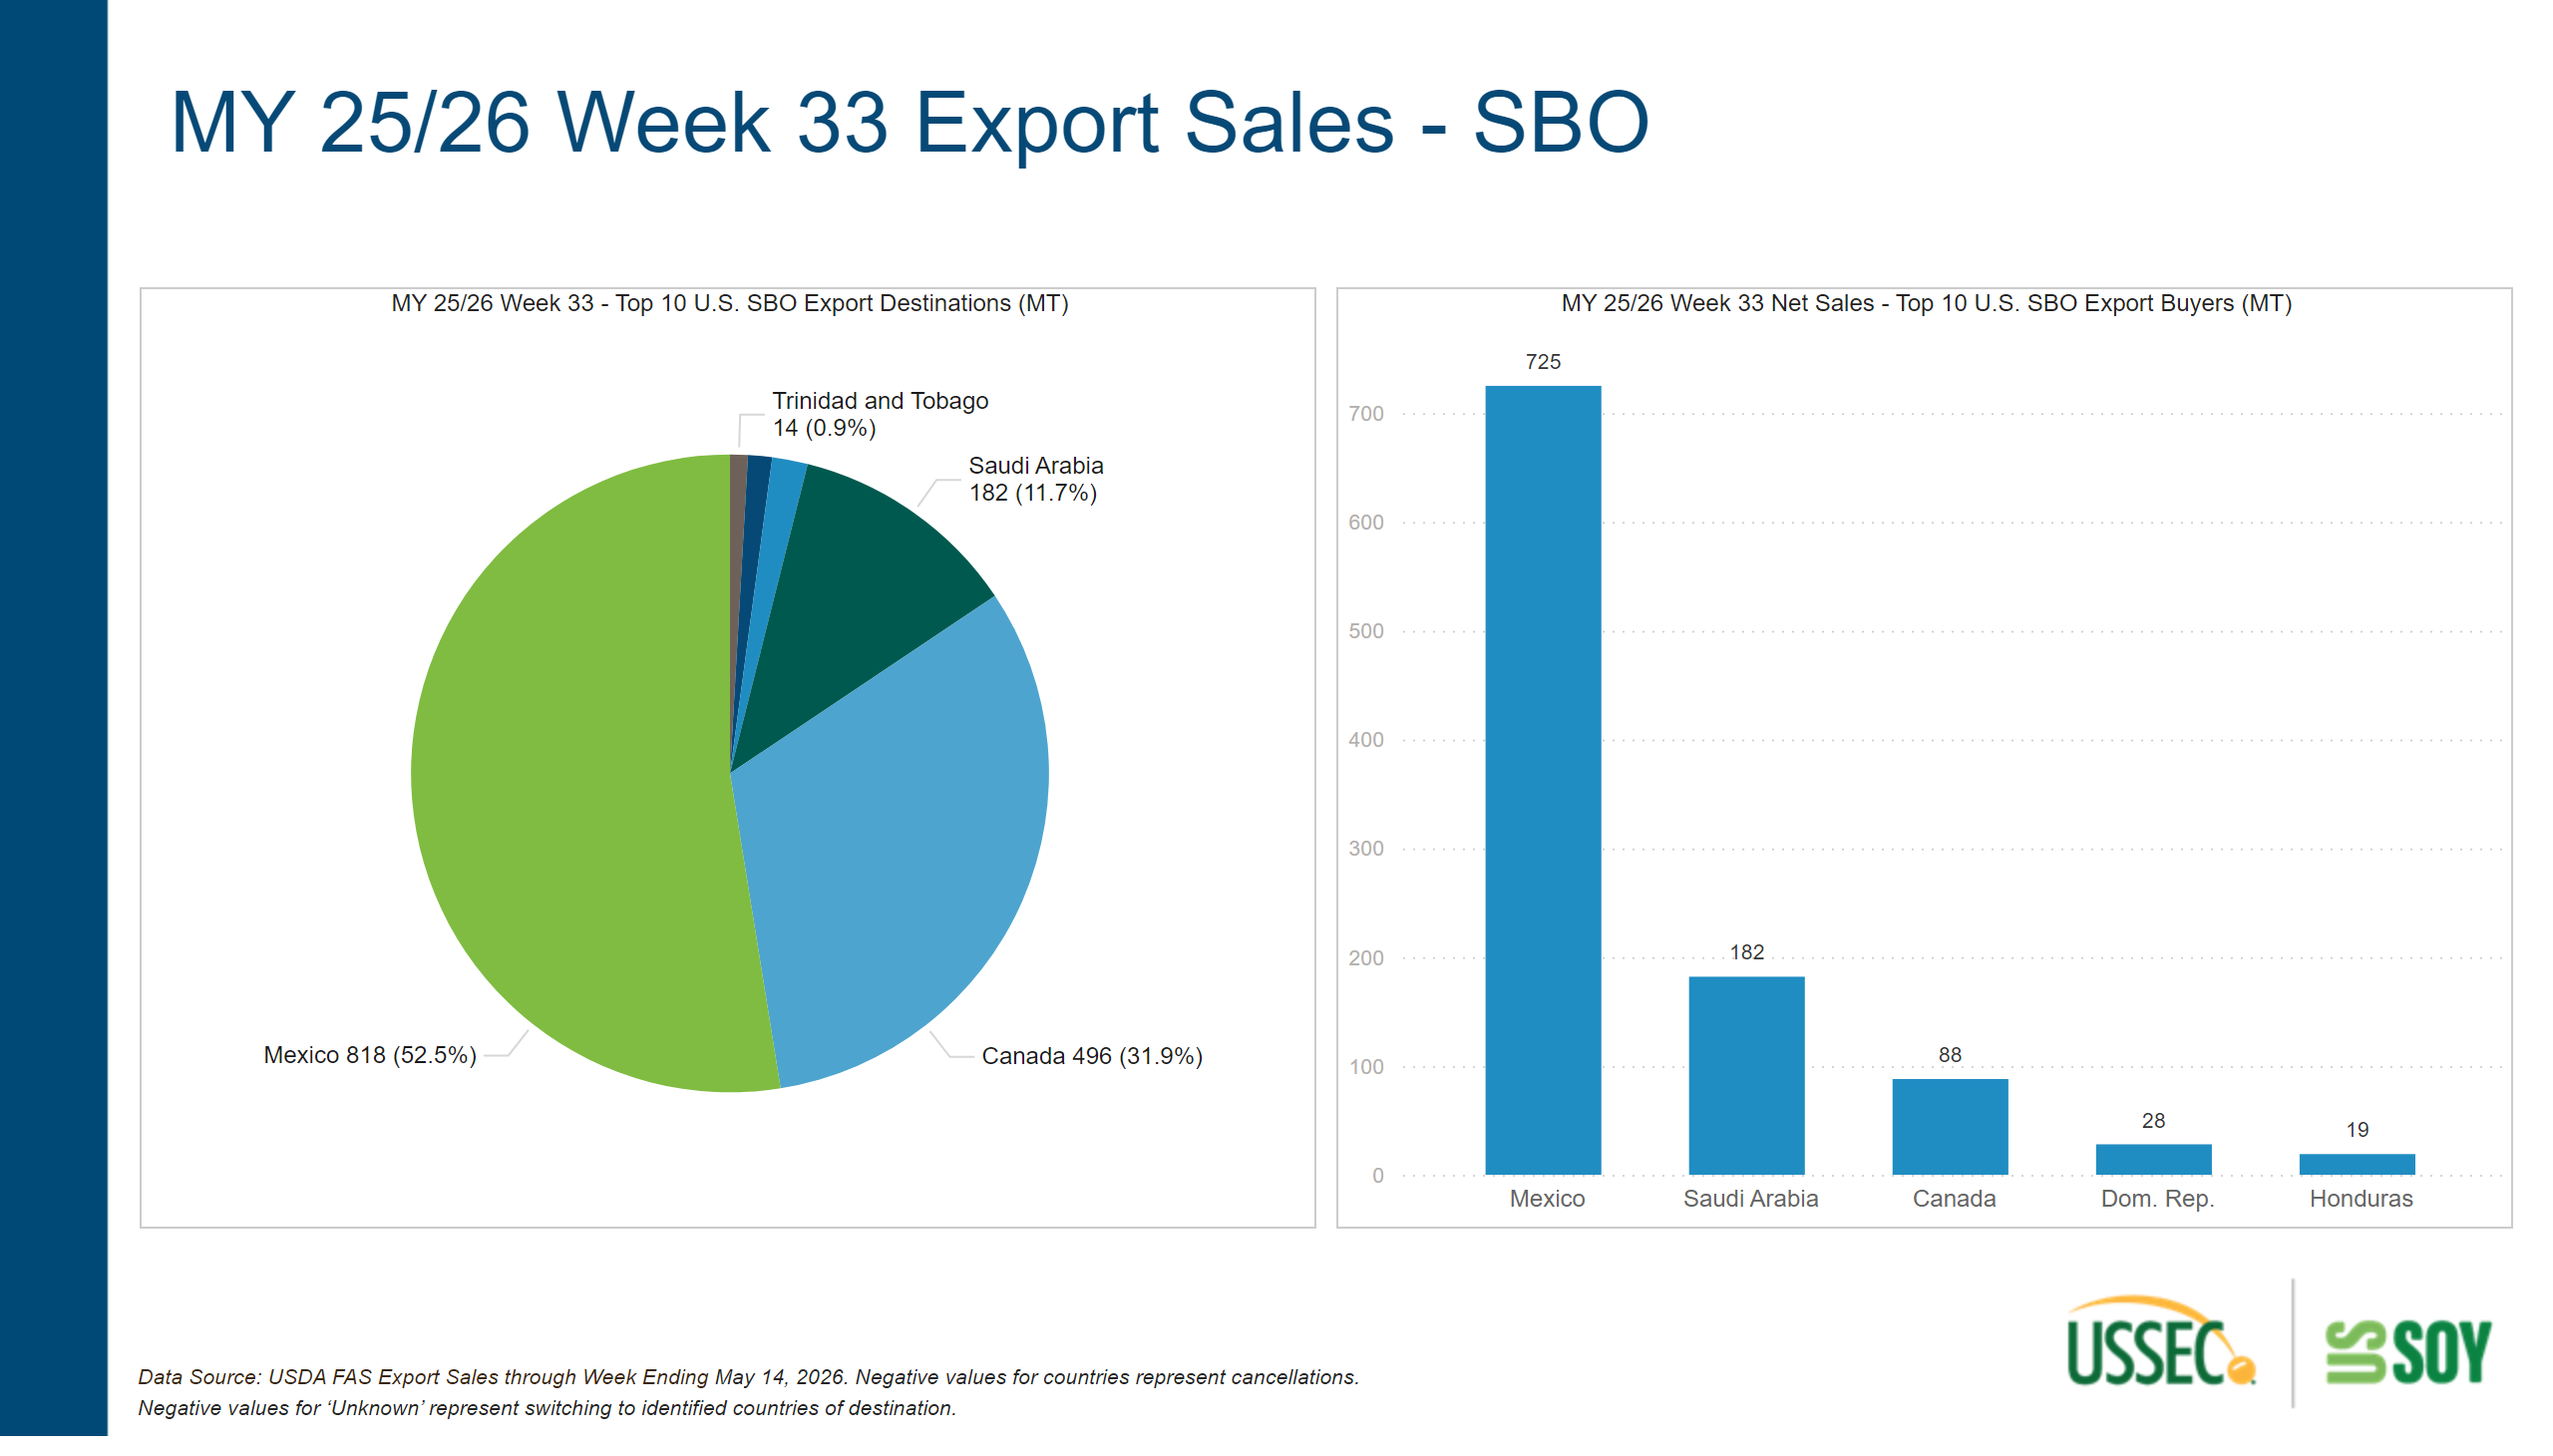 MY 25/26 Week 33 Export Sales - SBO
MY 25/26 Week 33 - Top 10 U.S. SBO Export Destinations (MT)
Trinidad and Tobago
14 (0.9%)
Saudi Arabia
182 (11.7%)
Mexico 818 (52.5%)
Canada 496 (31.9%)
MY 25/26 Week 33 Net Sales - Top 10 U.S. SBO Export Buyers (MT)
725
700
600
500
400
300
200
182
100
88
28
19
0
Mexico
Saudi Arabia
Canada
Dom. Rep.
Honduras
USSEC
US SOY
Data Source: USDA FAS Export Sales through Week Ending May 14, 2026. Negative values for countries represent cancellations.
Negative values for ‘Unknown’ represent switching to identified countries of destination.